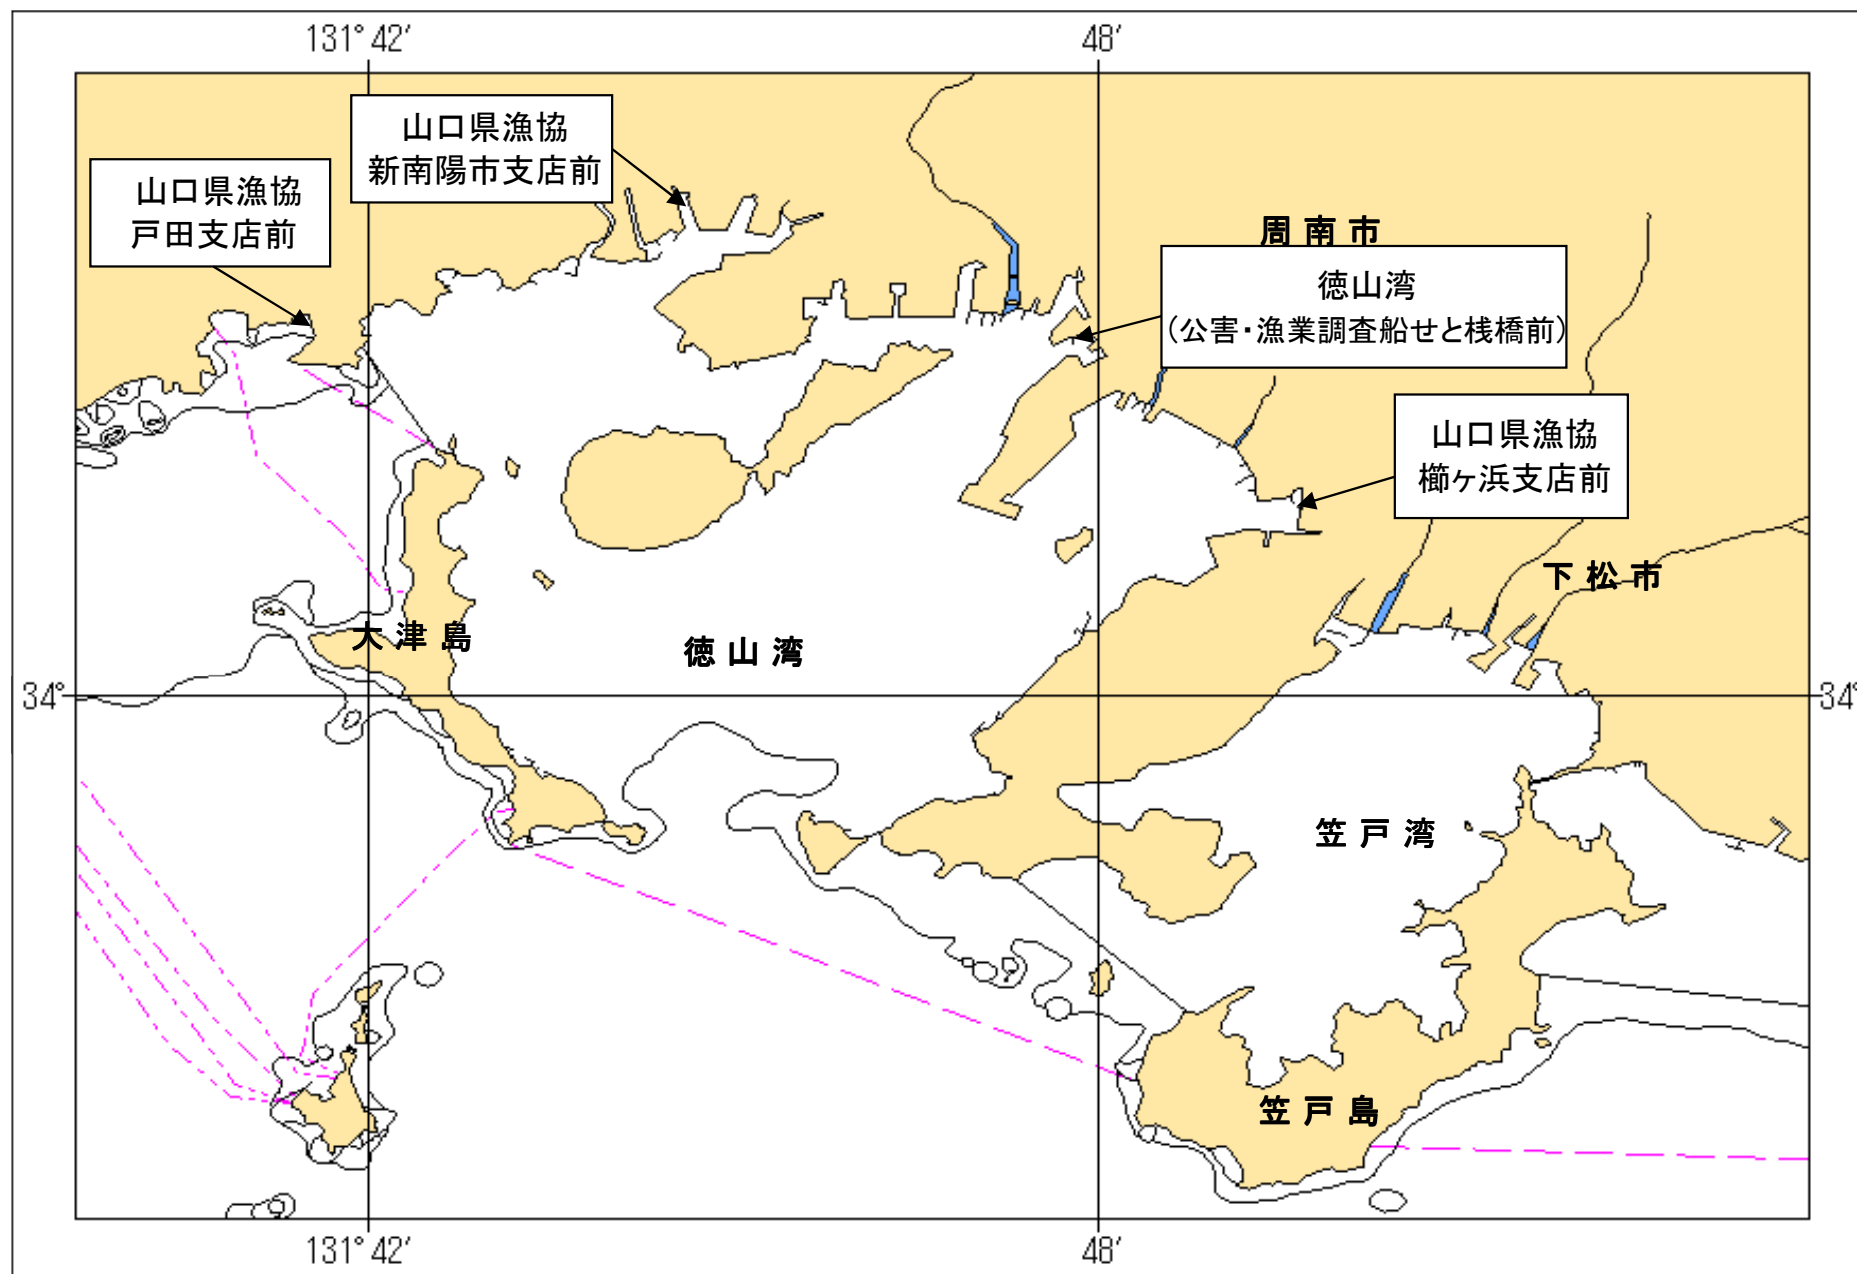 131°42′
48′
山口県漁協
新南陽市支店前
山口県漁協
戸田支店前
周南市
徳山湾
(公害・漁業調査船せと桟橋前)
山口県漁協
櫛ヶ浜支店前
下松市
大津島
徳山湾
34°
34°
笠戸湾
笠戸島
131°42′
48′